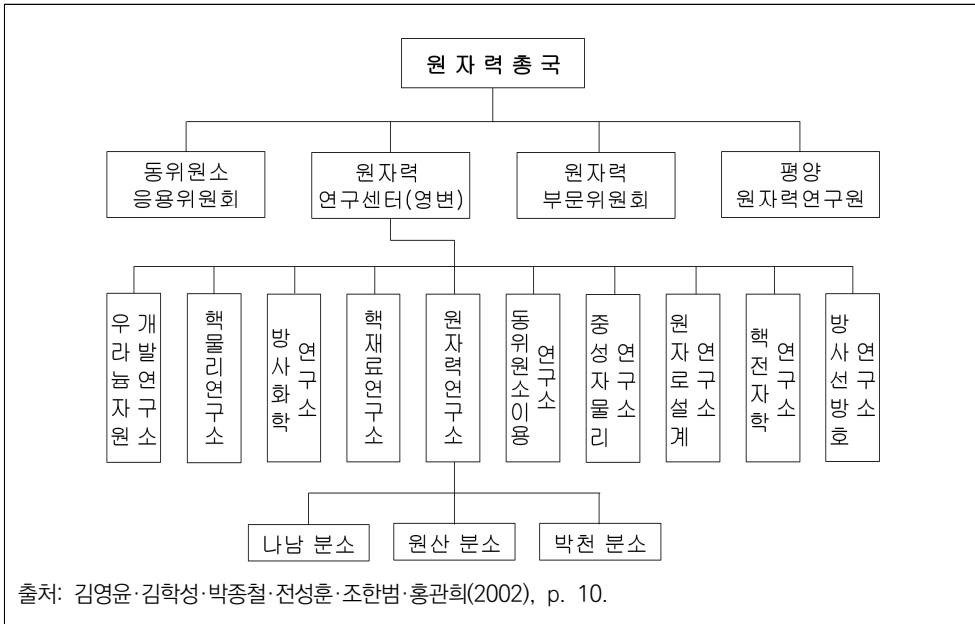 원 자 력 총 국
동위원소
응용위원회
원자력
연구센터(영변)
원자력
부문위원회
평양
원자력연구원
우라늄자원
개발연구소
핵물리연구소
방사화학
연구소
핵재료연구소
원자력연구소
동위원소이용
연구소
중성자물리
연구소
원자로설계
연구소
핵전자학
연구소
방사선방호
연구소
나남 분소
원산 분소
박천 분소
출처: 김영윤·김학성·박종철·전성훈·조한범·홍관희(2002), p. 10.